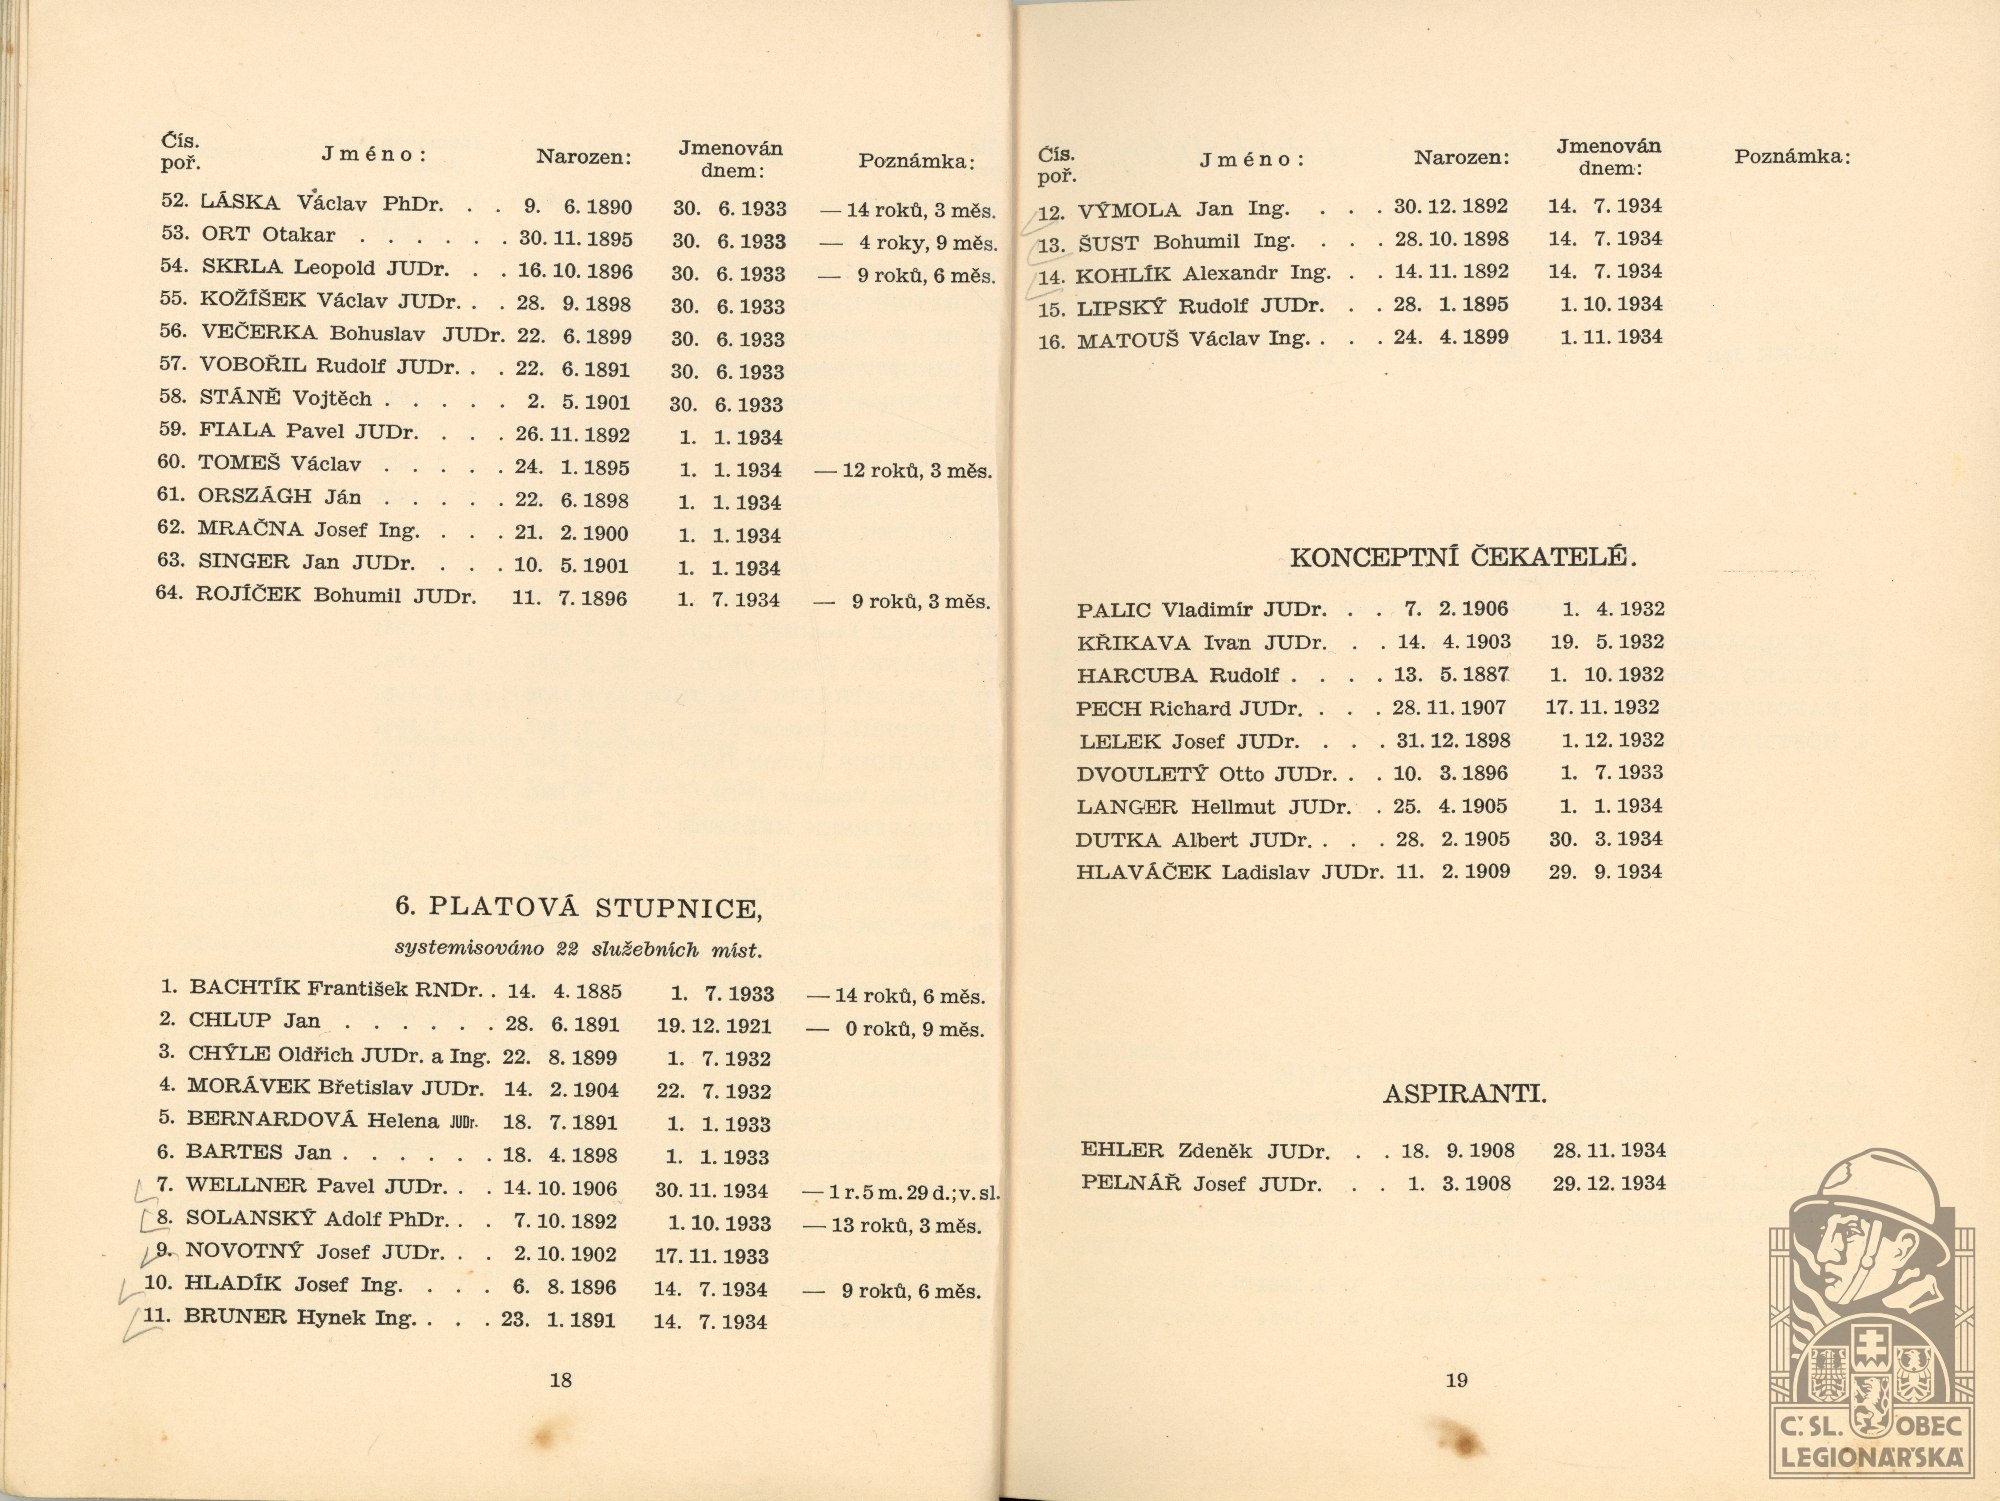 Čís. poř. Jméno: Narozen: Jmenován dnem: Poznámka:
52. LÁSKA Václav PhDr. . . 9. 6. 1890 30. 6. 1933 — 14 roků, 3 měs.
53. ORT Otakar . . . . . . 30. 11. 1895 30. 6. 1933 — 4 roky, 9 měs.
54. SKRLA Leopold JUDr. . . 16. 10. 1896 30. 6. 1933 — 9 roků, 6 měs.
55. KOŽÍŠEK Václav JUDr. . . 28. 9. 1898 30. 6. 1933
56. VEČERKA Bohuslav JUDr. 22. 6. 1899 30. 6. 1933
57. VOBOŘIL Rudolf JUDr. . . 22. 6. 1891 30. 6. 1933
58. STÁNĚ Vojtěch . . . . . 2. 5. 1901 30. 6. 1933
59. FIALA Pavel JUDr. . . . 26. 11. 1892 1. 1. 1934
60. TOMEŠ Václav . . . . . 24. 1. 1895 1. 1. 1934 — 12 roků, 3 měs.
61. ORSZÁGH Ján . . . . . 22. 6. 1898 1. 1. 1934
62. MRAČNA Josef Ing. . . . 21. 2. 1900 1. 1. 1934
63. SINGER Jan JUDr. . . . 10. 5. 1901 1. 1. 1934
64. ROJÍČEK Bohumil JUDr. 11. 7. 1896 1. 7. 1934 — 9 roků, 3 měs.
6. PLATOVÁ STUPNICE,
systemisováno 22 služebních míst.
1. BACHTÍK František RNDr. . 14. 4. 1885 1. 7. 1933 — 14 roků, 6 měs.
2. CHLUP Jan . . . . . . 28. 6. 1891 19. 12. 1921 — 0 roků, 9 měs.
3. CHÝLE Oldřich JUDr. a Ing. 22. 8. 1899 1. 7. 1932
4. MORÁVEK Břetislav JUDr. 14. 2. 1904 22. 7. 1932
5. BERNARDOVÁ Helena JUDr. 18. 7. 1891 1. 1. 1933
6. BARTES Jan . . . . . . 18. 4. 1898 1. 1. 1933
7. WELLNER Pavel JUDr. . . 14. 10. 1906 30. 11. 1934 — 1 r. 5 m. 29 d.; v. sl.
8. SOLANSKÝ Adolf PhDr. . . 7. 10. 1892 1. 10. 1933 — 13 roků, 3 měs.
9. NOVOTNÝ Josef JUDr. . . 2. 10. 1902 17. 11. 1933
10. HLADÍK Josef Ing. . . . 6. 8. 1896 14. 7. 1934 — 9 roků, 6 měs.
11. BRUNER Hynek Ing. . . . 23. 1. 1891 14. 7. 1934
18
Čís. poř. Jméno: Narozen: Jmenován dnem: Poznámka:
12. VÝMOLA Jan Ing. . . . 30. 12. 1892 14. 7. 1934
13. ŠUST Bohumil Ing. . . . 28. 10. 1898 14. 7. 1934
14. KOHLÍK Alexandr Ing. . . 14. 11. 1892 14. 7. 1934
15. LIPSKÝ Rudolf JUDr. . . 28. 1. 1895 1. 10. 1934
16. MATOUŠ Václav Ing. . . . 24. 4. 1899 1. 11. 1934
KONCEPTNÍ ČEKATELÉ.
PALIC Vladimír JUDr. . . 7. 2. 1906 1. 4. 1932
KŘIKAVA Ivan JUDr. . . 14. 4. 1903 19. 5. 1932
HARCUBA Rudolf . . . . 13. 5. 1887 1. 10. 1932
PECH Richard JUDr. . . . 28. 11. 1907 17. 11. 1932
LELEK Josef JUDr. . . . 31. 12. 1898 1. 12. 1932
DVOULETÝ Otto JUDr. . . 10. 3. 1896 1. 7. 1933
LANGER Hellmut JUDr. . 25. 4. 1905 1. 1. 1934
DUTKA Albert JUDr. . . . 28. 2. 1905 30. 3. 1934
HLAVÁČEK Ladislav JUDr. 11. 2. 1909 29. 9. 1934
ASPIRANTI.
EHLER Zdeněk JUDr. . . 18. 9. 1908 28. 11. 1934
PELNÁŘ Josef JUDr. . . 1. 3. 1908 29. 12. 1934
19
Č. SL. OBEC
LEGIONÁŘSKÁ